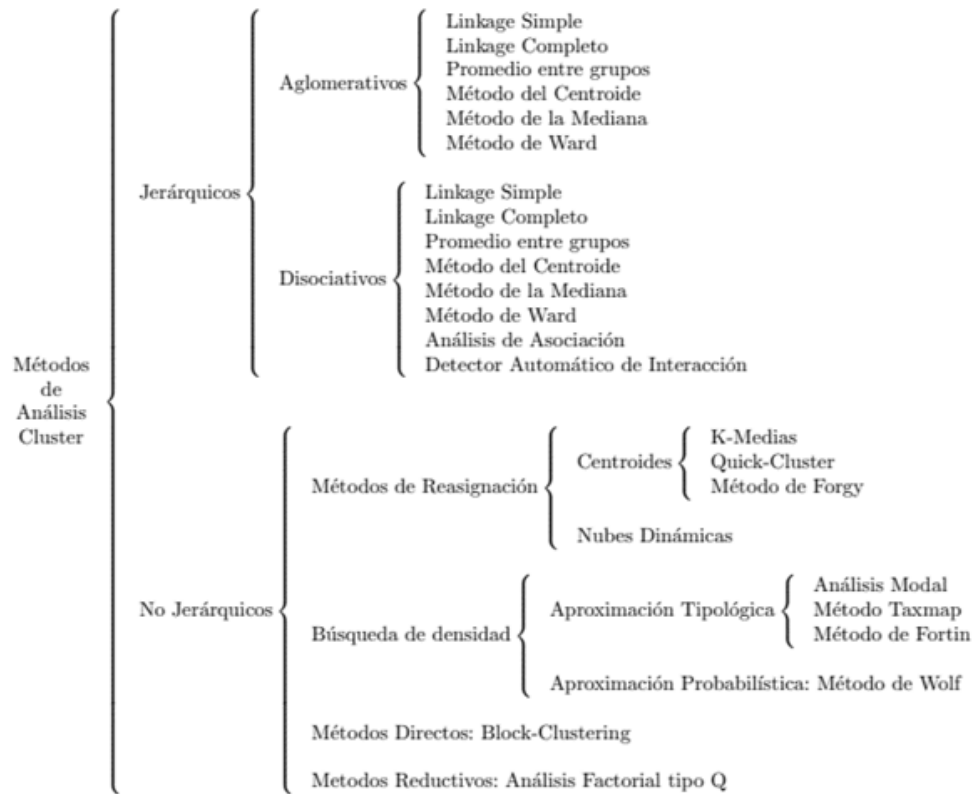 Métodos
de
Análisis
Cluster
Jerárquicos
Aglomerativos
Linkage Simple
Linkage Completo
Promedio entre grupos
Método del Centroide
Método de la Mediana
Método de Ward
Disociativos
Linkage Simple
Linkage Completo
Promedio entre grupos
Método del Centroide
Método de la Mediana
Método de Ward
Análisis de Asociación
Detector Automático de Interacción
No Jerárquicos
Métodos de Reasignación
Centroides
K-Medias
Quick-Cluster
Método de Forgy
Nubes Dinámicas
Búsqueda de densidad
Aproximación Tipológica
Análisis Modal
Método Taxmap
Método de Fortin
Aproximación Probabilística: Método de Wolf
Métodos Directos: Block-Clustering
Metodos Reductivos: Análisis Factorial tipo Q